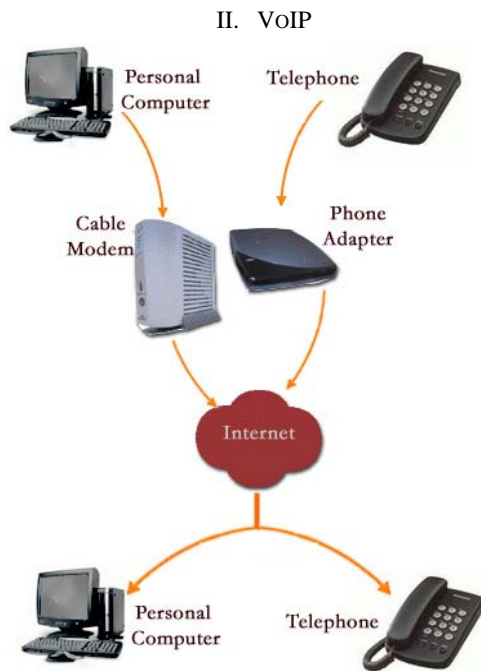 II. VOIP
Personal
Computer
Telephone
Cable
Modem
Phone
Adapter
Internet
Personal
Computer
Telephone